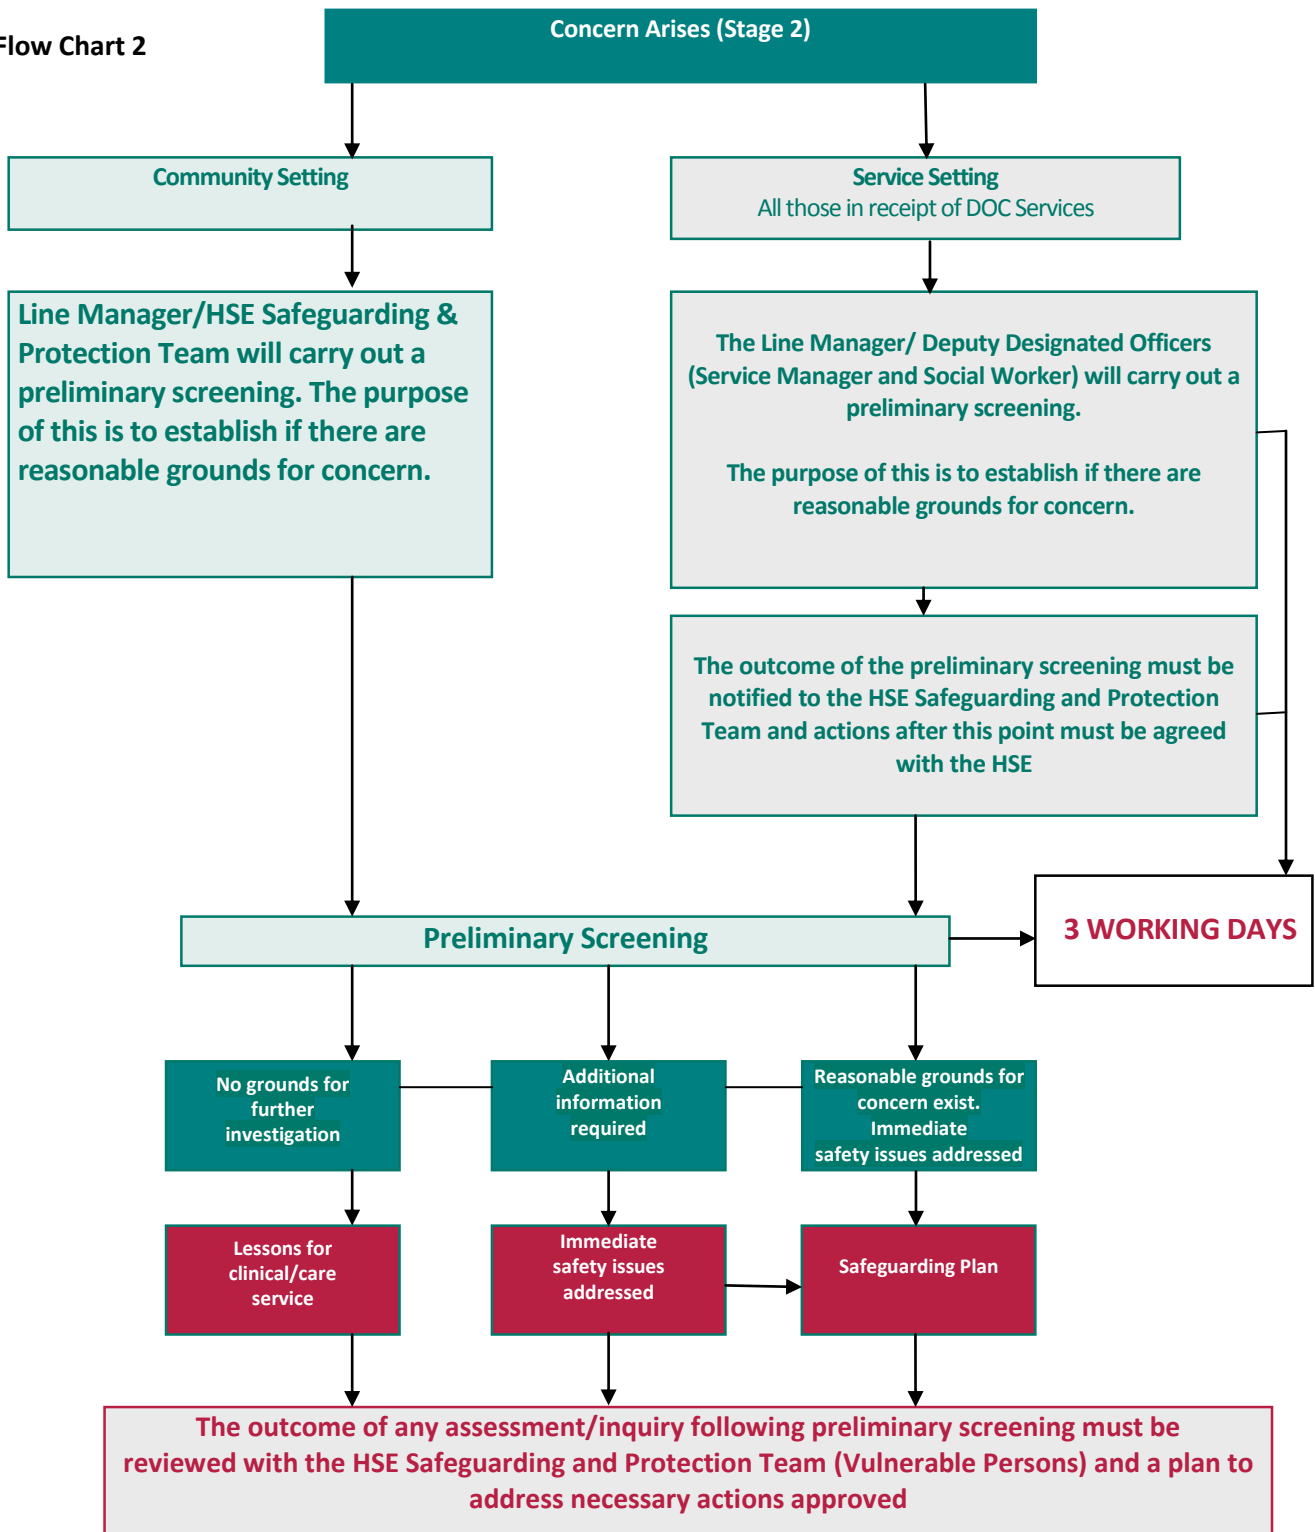 Flow Chart 2
Concern Arises (Stage 2)
Community Setting
Service Setting
All those in receipt of DOC Services
Line Manager/HSE Safeguarding &
Protection Team will carry out a
preliminary screening. The purpose
of this is to establish if there are
reasonable grounds for concern.
The Line Manager/ Deputy Designated Officers
(Service Manager and Social Worker) will carry out a
preliminary screening.
The purpose of this is to establish if there are
reasonable grounds for concern.
The outcome of the preliminary screening must be
notified to the HSE Safeguarding and Protection
Team and actions after this point must be agreed
with the HSE
Preliminary Screening
3 WORKING DAYS
No grounds for
further
investigation
Additional
information
required
Reasonable grounds for
concern exist.
Immediate
safety issues addressed
Lessons for
clinical/care
service
Immediate
safety issues
addressed
Safeguarding Plan
The outcome of any assessment/inquiry following preliminary screening must be
reviewed with the HSE Safeguarding and Protection Team (Vulnerable Persons) and a plan to
address necessary actions approved